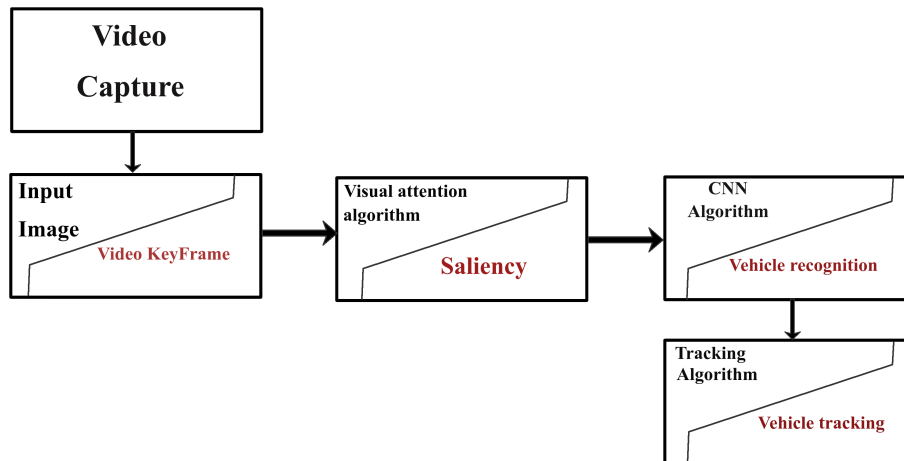 Video
Capture
Input
Image
Video KeyFrame
Visual attention
algorithm
Saliency
CNN
Algorithm
Vehicle recognition
Tracking
Algorithm
Vehicle tracking